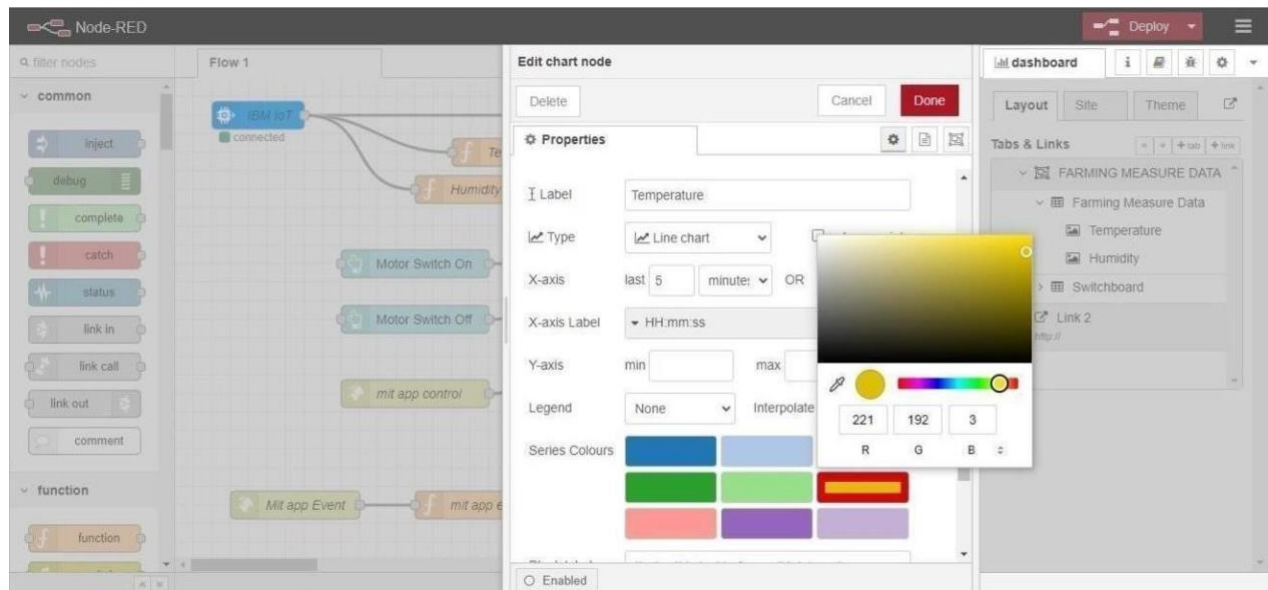 Node-RED
Deploy
filter nodes
Flow 1
Edit chart node
dashboard
i
common
Delete
Cancel
Done
Layout
Site
Theme
IBM IoT
connected
inject
Properties
Tabs & Links
+ tab
+ link
debug
Te
Humidity
FARMING MEASURE DATA
Label
Temperature
Farming Measure Data
complete
Temperature
Type
Line chart
catch
Motor Switch On
Humidity
X-axis
last
5
minutes
OR
Switchboard
status
link in
Motor Switch Off
X-axis Label
HH:mm:ss
Link 2
http://
link call
Y-axis
min
max
mit app control
link out
Legend
None
Interpolate
221
192
3
comment
Series Colours
R
G
B
function
Mit app Event
mit app e
function
Enabled